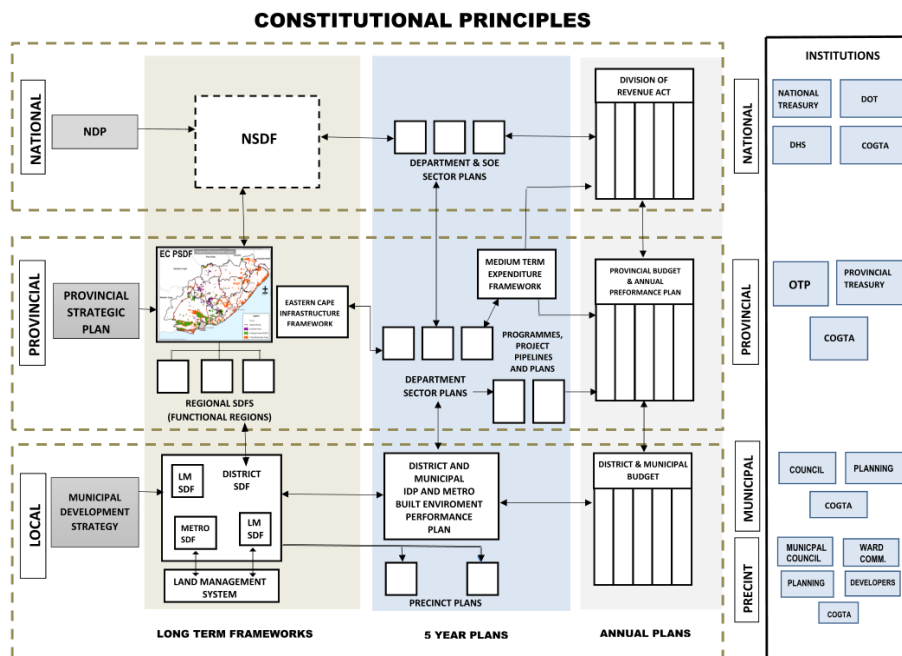 CONSTITUTIONAL PRINCIPLES
NATIONAL
NDP
NSDF
DEPARTMENT & SOE
SECTOR PLANS
DIVISION OF
REVENUE ACT
NATIONAL
INSTITUTIONS
NATIONAL
TREASURY
DOT
DHS
COGTA
PROVINCIAL
PROVINCIAL
STRATEGIC
PLAN
EC PSDF
EASTERN CAPE
INFRASTRUCTURE
FRAMEWORK
REGIONAL SDFS
(FUNCTIONAL REGIONS)
MEDIUM TERM
EXPENDITURE
FRAMEWORK
PROGRAMMES,
PROJECT
PIPELINES
AND PLANS
DEPARTMENT
SECTOR PLANS
PROVINCIAL BUDGET
& ANNUAL
PREFORMANCE PLAN
PROVINCIAL
OTP
PROVINCIAL
TREASURY
COGTA
LOCAL
MUNICIPAL
DEVELOPMENT
STRATEGY
LM
SDF
DISTRICT
SDF
METRO
SDF
LM
SDF
LAND MANAGEMENT
SYSTEM
DISTRICT AND
MUNICIPAL
IDP AND METRO
BUILT ENVIROMENT
PERFORMANCE
PLAN
PRECINCT PLANS
DISTRICT & MUNICIPAL
BUDGET
MUNICIPAL
COUNCIL
PLANNING
COGTA
PRECINT
MUNICPAL
COUNCIL
WARD
COMM.
PLANNING
DEVELOPERS
COGTA
LONG TERM FRAMEWORKS
5 YEAR PLANS
ANNUAL PLANS